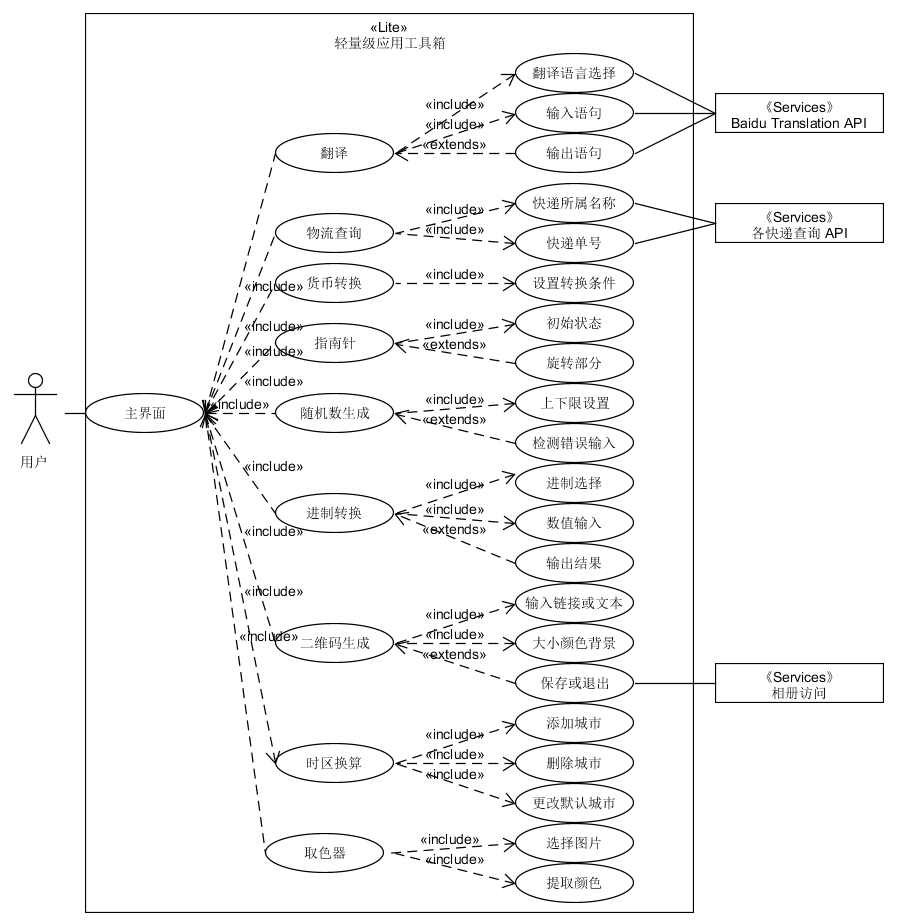 «Lite»
轻量级应用工具箱
翻译语言选择
«include»
输入语句
«include»
«extends»
输出语句
翻译
《Services》
Baidu Translation API
快递所属名称
«include»
物流查询
«include»
快递单号
《Services》
各快递查询 API
货币转换
«include»
设置转换条件
«include»
初始状态
«include»
«include»
指南针
«extends»
旋转部分
«include»
«include»
用户
主界面
«include»
随机数生成
«include»
上下限设置
«extends»
检测错误输入
«include»
进制转换
«include»
进制选择
«include»
数值输入
«extends»
输出结果
«include»
«include»
«include»
二维码生成
«include»
输入链接或文本
«include»
大小颜色背景
«extends»
保存或退出
《Services》
相册访问
时区换算
«include»
添加城市
«include»
删除城市
«include»
更改默认城市
取色器
«include»
选择图片
«include»
提取颜色